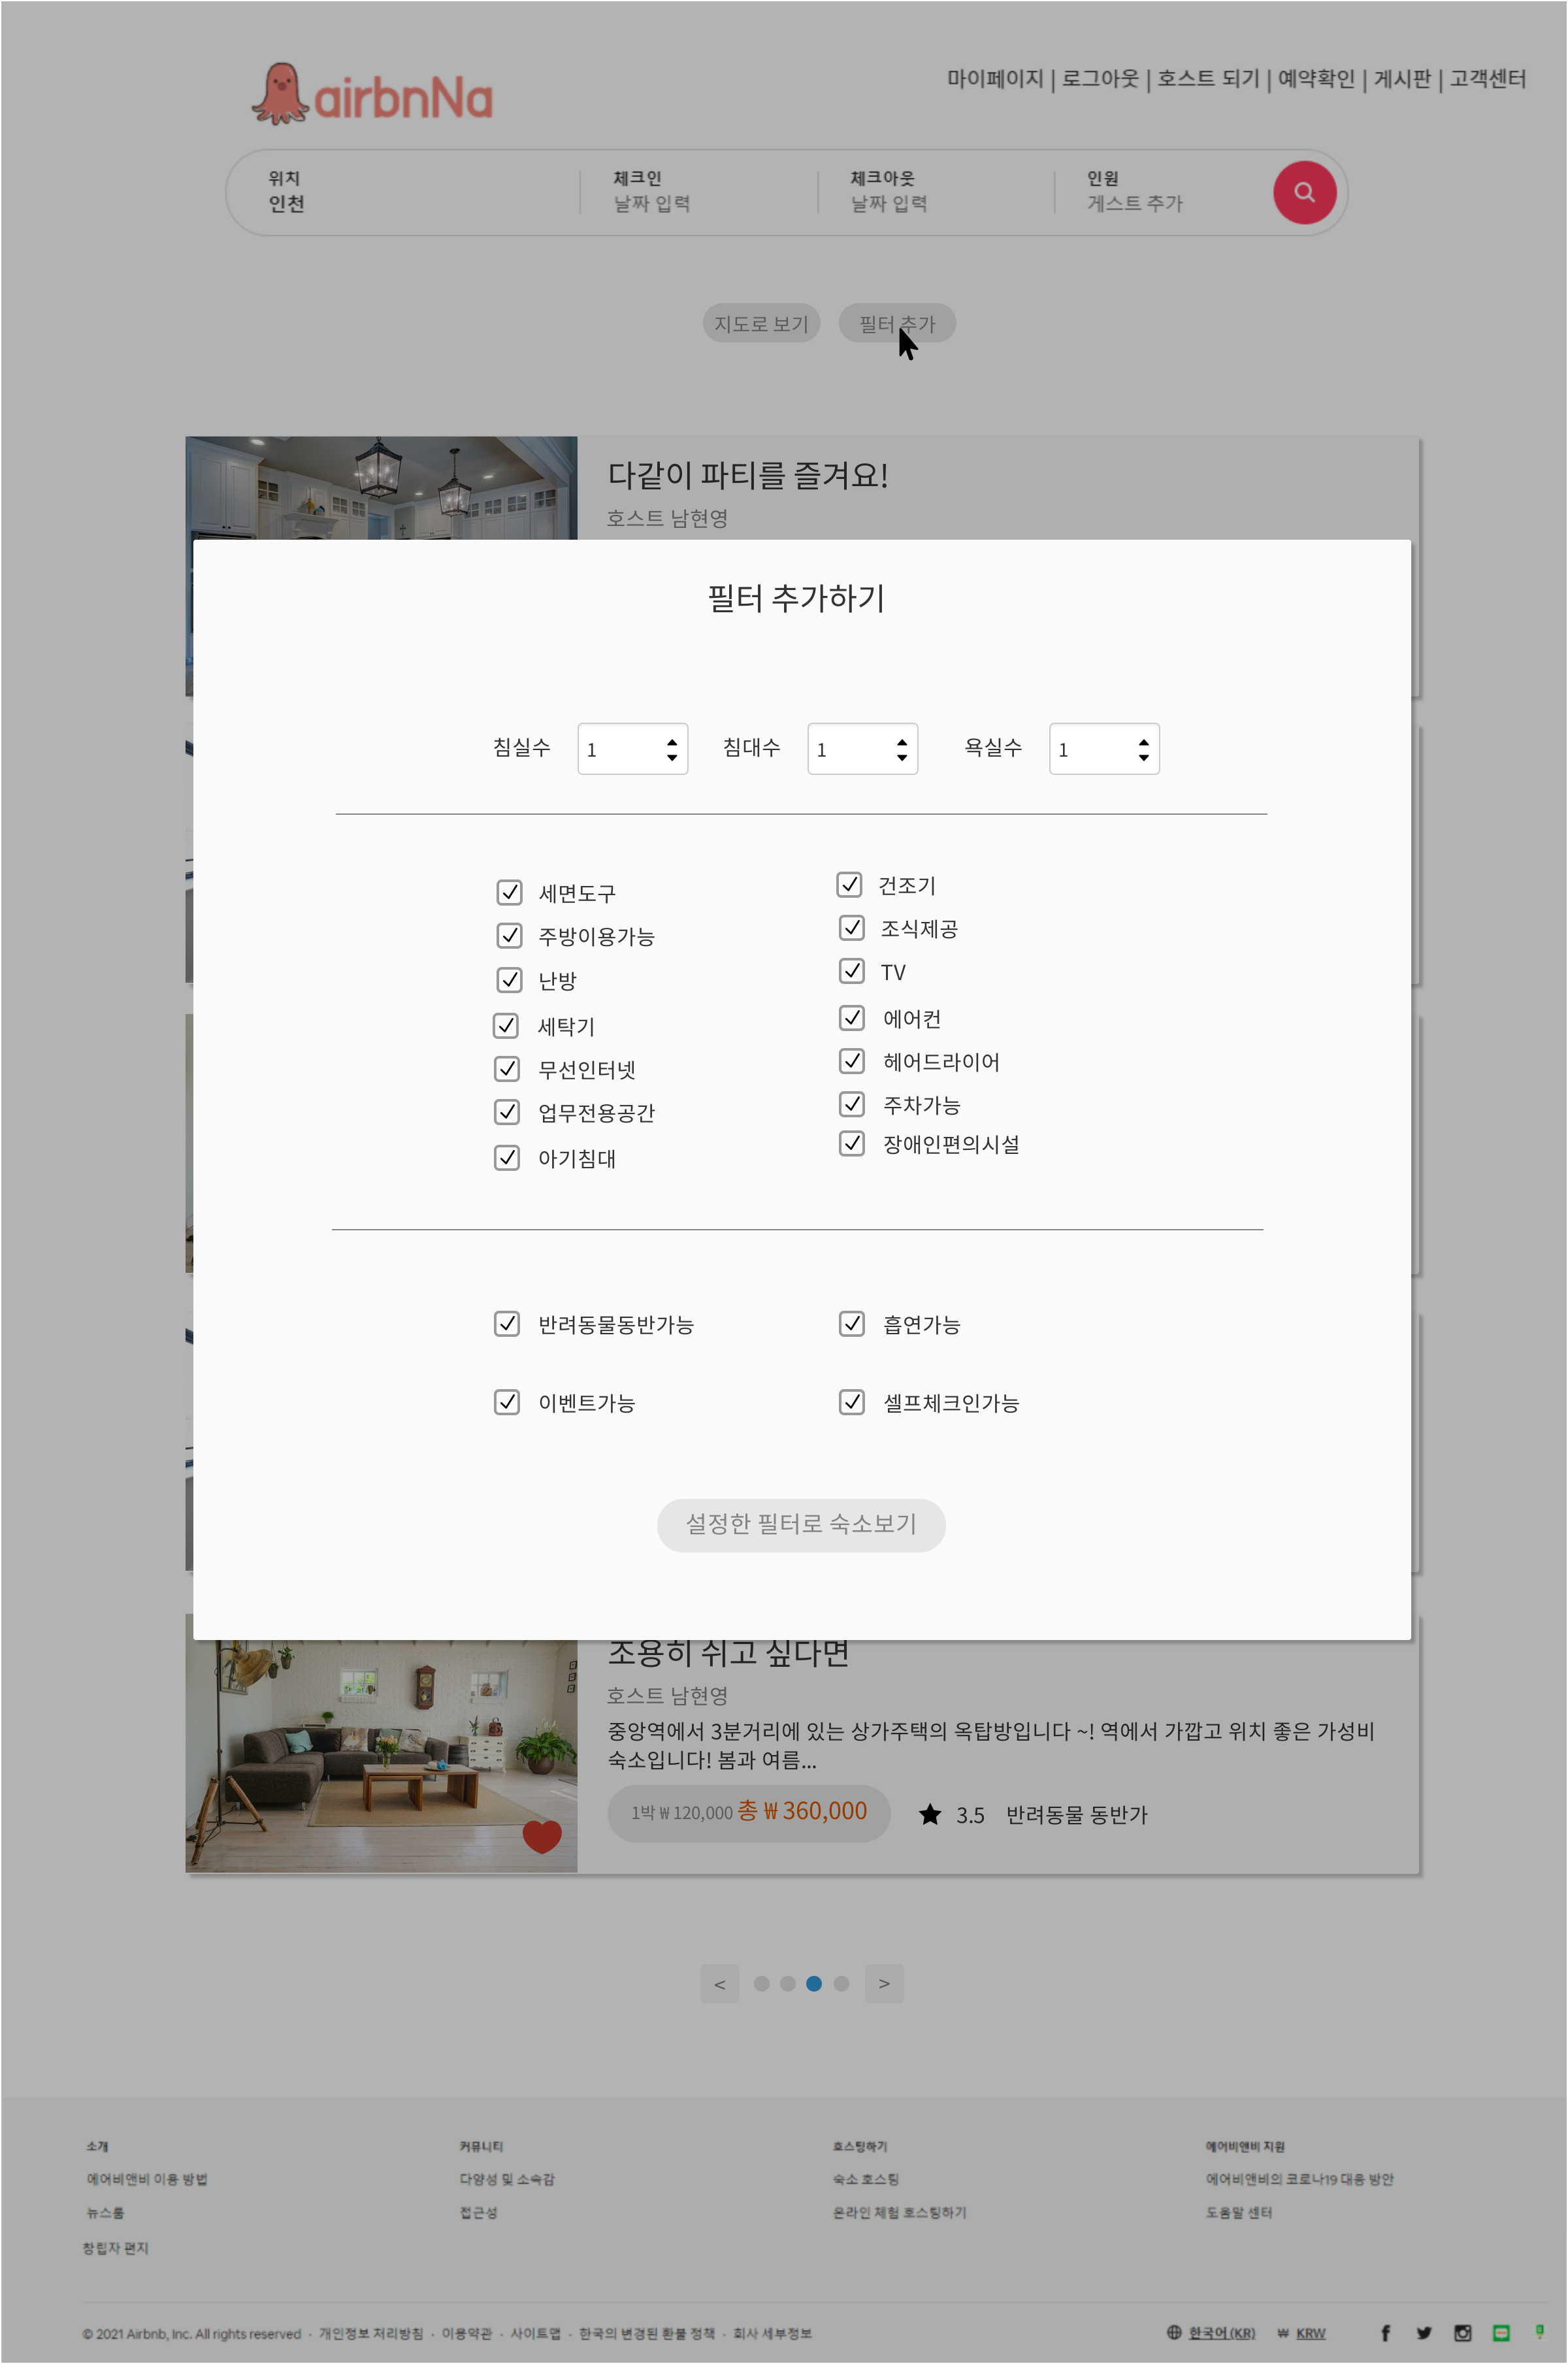 airbnNa
마이페이지 | 로그아웃 | 호스트 되기 | 예약확인 | 게시판 | 고객센터
위치 체크인 체크아웃 인원
인천 날짜 입력 날짜 입력 게스트 추가
지도로 보기 필터 추가
다같이 파티를 즐겨요!
호스트 남현영
필터 추가하기
침실수 1 침대수 1 욕실수 1
세면도구 건조기
주방이용가능 조식제공
난방 TV
세탁기 에어컨
무선인터넷 헤어드라이어
업무전용공간 주차가능
아기침대 장애인편의시설
반려동물동반가능 흡연가능
이벤트가능 셀프체크인가능
설정한 필터로 숙소보기
조용히 쉬고 싶다면
호스트 남현영
중앙역에서 3분거리에 있는 상가주택의 옥탑방입니다 ~! 역에서 가깝고 위치 좋은 가성비
숙소입니다! 봄과 여름...
1박 ₩ 120,000 총 ₩ 360,000 3.5 반려동물 동반가
< >
소개 커뮤니티 호스팅하기 에어비앤비 지원
에어비앤비 이용 방법 다양성 및 소속감 숙소 호스팅 에어비앤비의 코로나19 대응 방안
뉴스룸 접근성 온라인 체험 호스팅하기 도움말 센터
창립자 편지
© 2021 Airbnb, Inc. All rights reserved · 개인정보 처리방침 · 이용약관 · 사이트맵 · 한국의 변경된 환불 정책 · 회사 세부정보 한국어 (KR) ₩ KRW